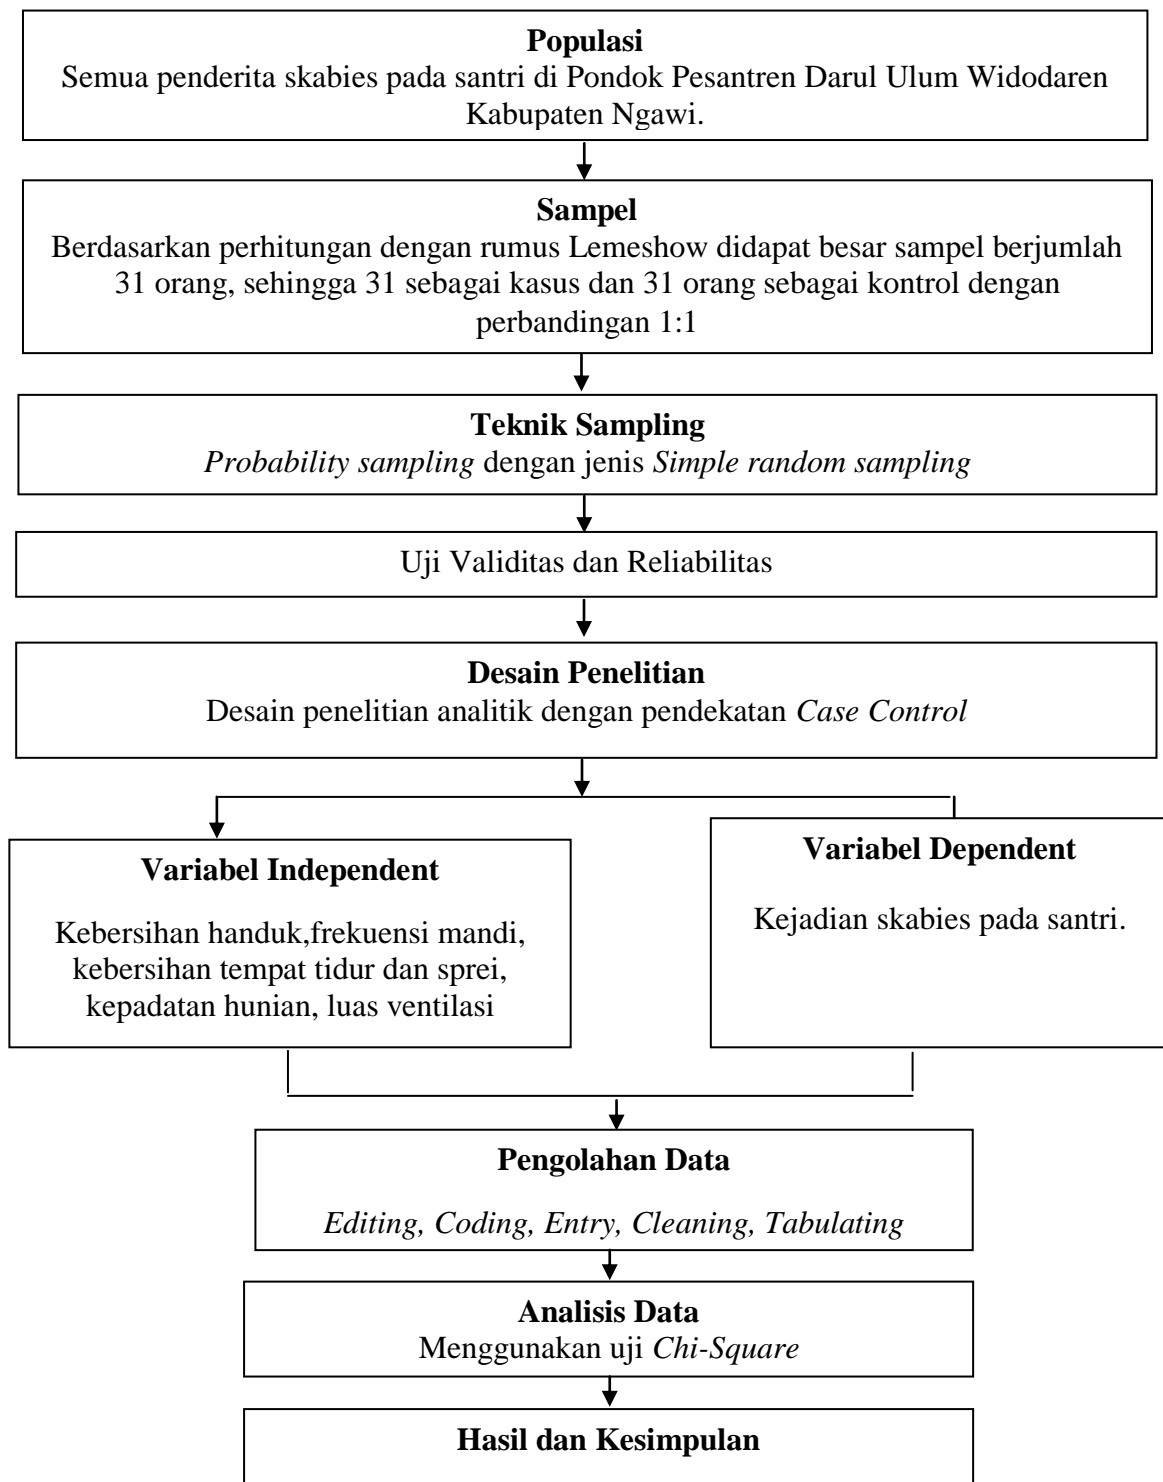 Populasi
Semua penderita skabies pada santri di Pondok Pesantren Darul Ulum Widodaren
Kabupaten Ngawi.
Sampel
Berdasarkan perhitungan dengan rumus Lemeshow didapat besar sampel berjumlah
31 orang, sehingga 31 sebagai kasus dan 31 orang sebagai kontrol dengan
perbandingan 1:1
Teknik Sampling
Probability sampling dengan jenis Simple random sampling
Uji Validitas dan Reliabilitas
Desain Penelitian
Desain penelitian analitik dengan pendekatan Case Control
Variabel Independent
Kebersihan handuk,frekuensi mandi,
kebersihan tempat tidur dan sprei,
kepadatan hunian, luas ventilasi
Variabel Dependent
Kejadian skabies pada santri.
Pengolahan Data
Editing, Coding, Entry, Cleaning, Tabulating
Analisis Data
Menggunakan uji Chi-Square
Hasil dan Kesimpulan